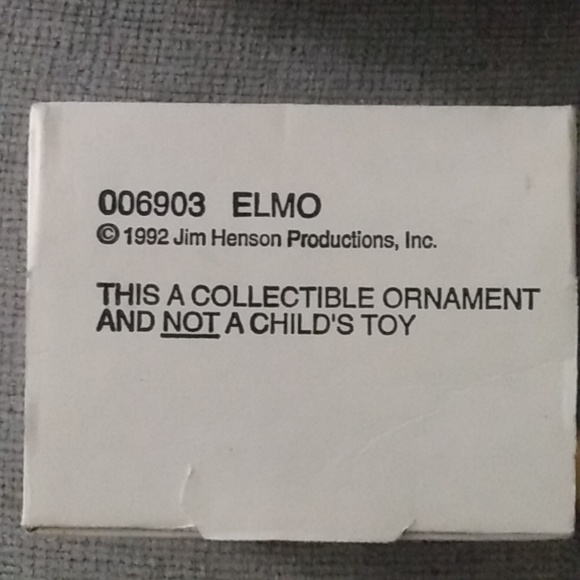 006903 ELMO
© 1992 Jim Henson Productions, Inc.
THIS A COLLECTIBLE ORNAMENT
AND NOT A CHILD'S TOY